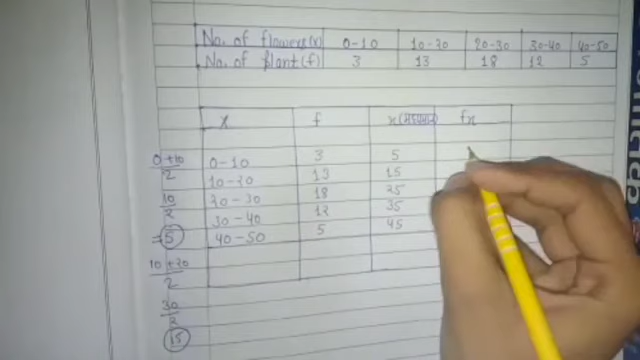 No. of flowers(x) 0-10 10-20 20-30 30-40 40-50
No. of plant(f) 3 13 18 12 5
x f x(मध्यमान) fx
0-10 3 5
10-20 13 15
20-30 18 25
30-40 12 35
40-50 5 45
0+10
2
10
2
=5
10+20
2
30
2
15